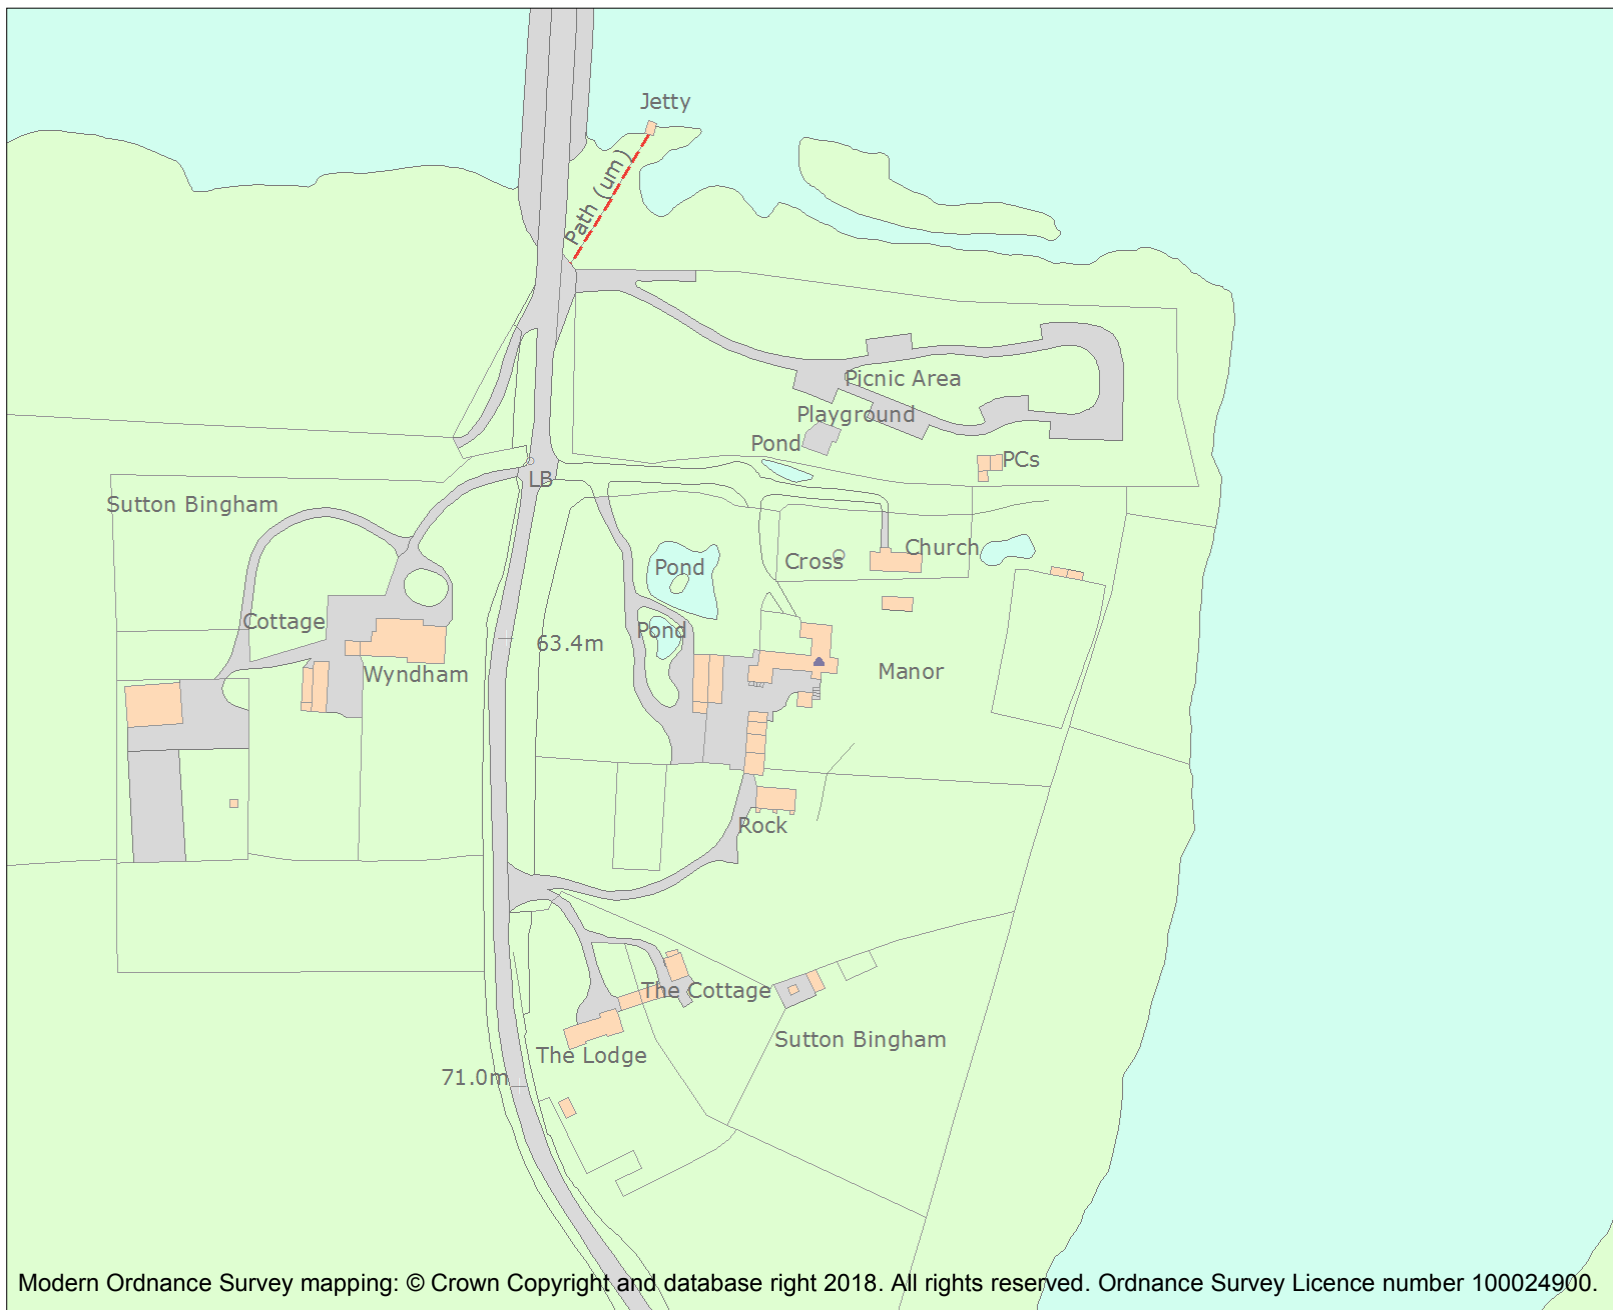 Jetty
Path (um)
Picnic Area
Playground
Pond
PCs
LB
Sutton Bingham
Cross
Church
Pond
Cottage
Pond
63.4m
Wyndham
Manor
Rock
The Cottage
Sutton Bingham
The Lodge
71.0m
Modern Ordnance Survey mapping: © Crown Copyright and database right 2018. All rights reserved. Ordnance Survey Licence number 100024900.